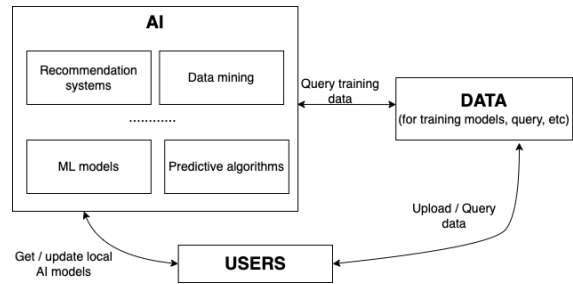 AI
Recommendation
systems
Data mining
............
ML models
Predictive algorithms
Query training
data
DATA
(for training models, query, etc)
Upload / Query
data
Get / update local
AI models
USERS